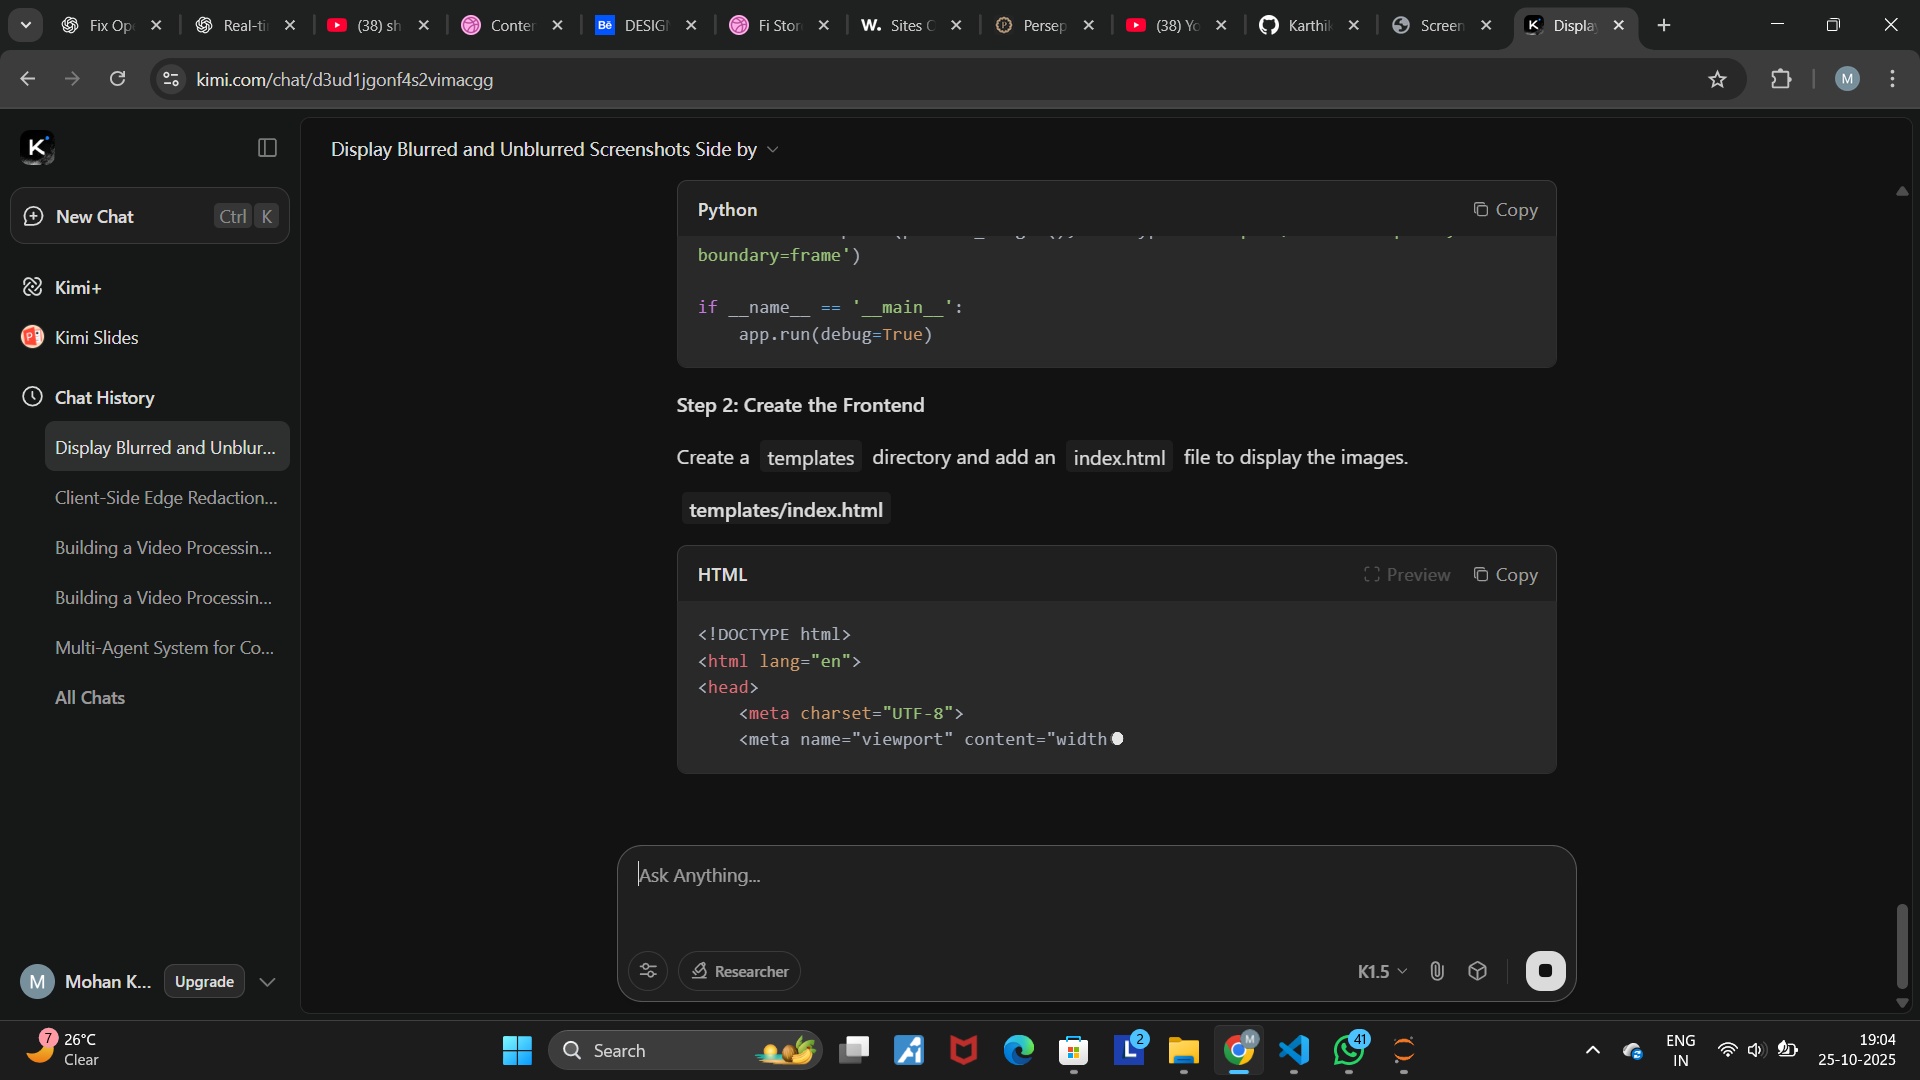 Fix Op
Real-ti
(38) sh
Conter
Bē
DESIGI
Fi Stor
W.
Sites C
Persep
(38) Yo
Karthik
Screen
Displa
kimi.com/chat/d3ud1jgonf4s2vimacgg
M
K
Display Blurred and Unblurred Screenshots Side by
New Chat
Ctrl K
Kimi+
Kimi Slides
Chat History
Display Blurred and Unblur...
Client-Side Edge Redaction...
Building a Video Processin...
Building a Video Processin...
Multi-Agent System for Co...
All Chats
Python
Copy
boundary=frame')
if __name__ == '__main__':
app.run(debug=True)
Step 2: Create the Frontend
Create a templates directory and add an index.html file to display the images.
templates/index.html
HTML
Preview
Copy
<!DOCTYPE html>
<html lang="en">
<head>
<meta charset="UTF-8">
<meta name="viewport" content="width
Ask Anything...
Researcher
K1.5
M
Mohan K...
Upgrade
7
26°C
Clear
Search
2
41
ENG
IN
19:04
25-10-2025